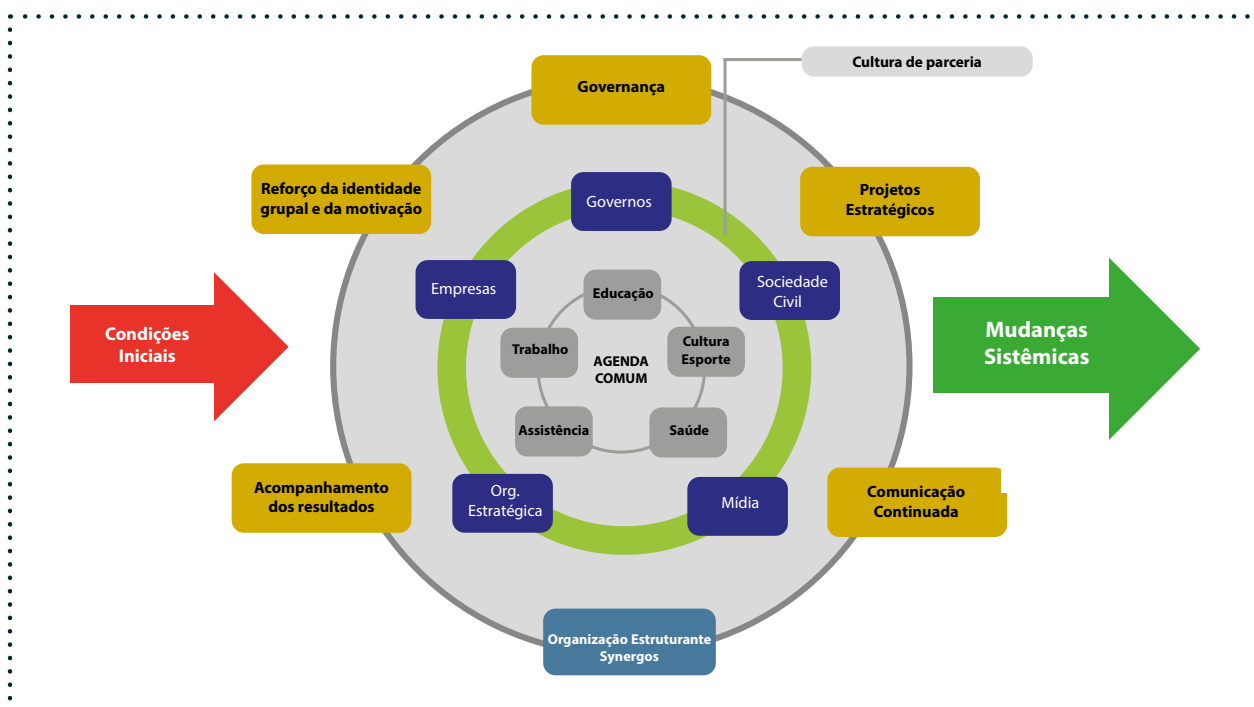 Cultura de parceria
Governança
Reforço da identidade
grupal e da motivação
Projetos
Estratégicos
Governos
Empresas
Sociedade
Civil
Educação
Trabalho
Cultura
Esporte
AGENDA
COMUM
Assistência
Saúde
Condições
Iniciais
Mudanças
Sistêmicas
Acompanhamento
dos resultados
Org.
Estratégica
Mídia
Comunicação
Continuada
Organização Estruturante
Synergos